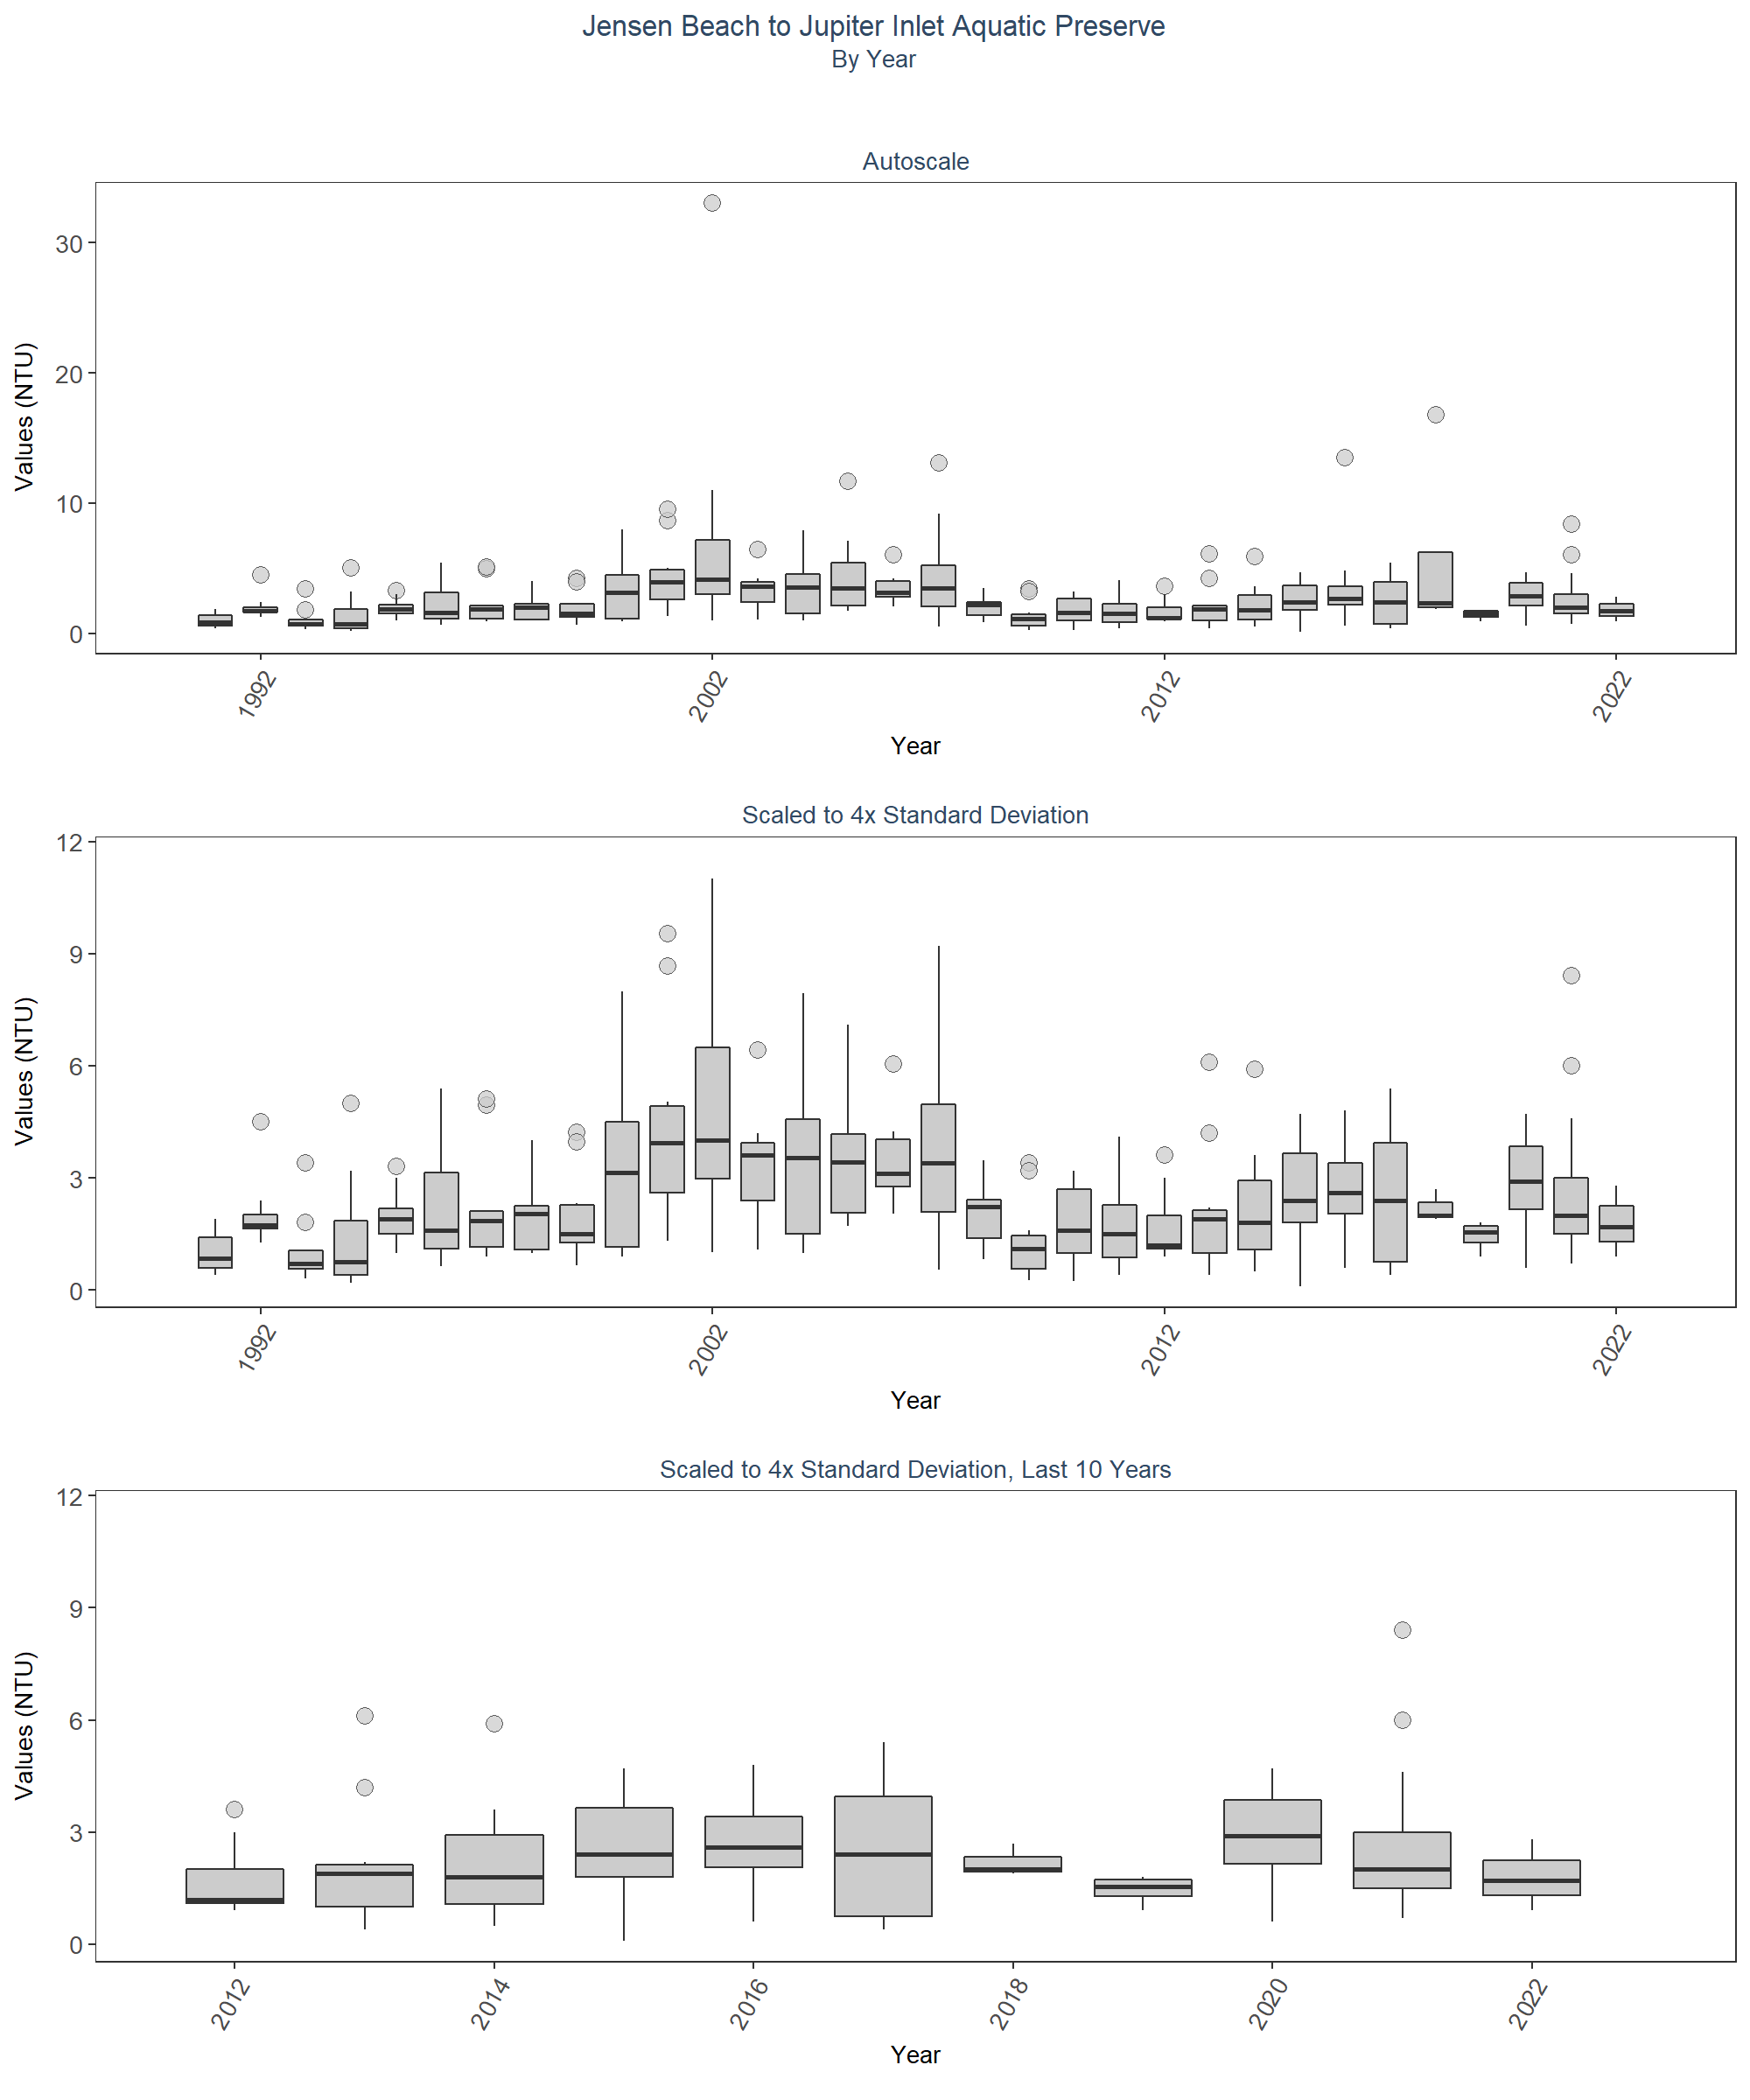 Jensen Beach to Jupiter Inlet Aquatic Preserve
By Year
Autoscale
Values (NTU)
30
20
10
0
1992
2002
2012
2022
Year
Scaled to 4x Standard Deviation
Values (NTU)
12
9
6
3
0
1992
2002
2012
2022
Year
Scaled to 4x Standard Deviation, Last 10 Years
Values (NTU)
12
9
6
3
0
2012
2014
2016
2018
2020
2022
Year